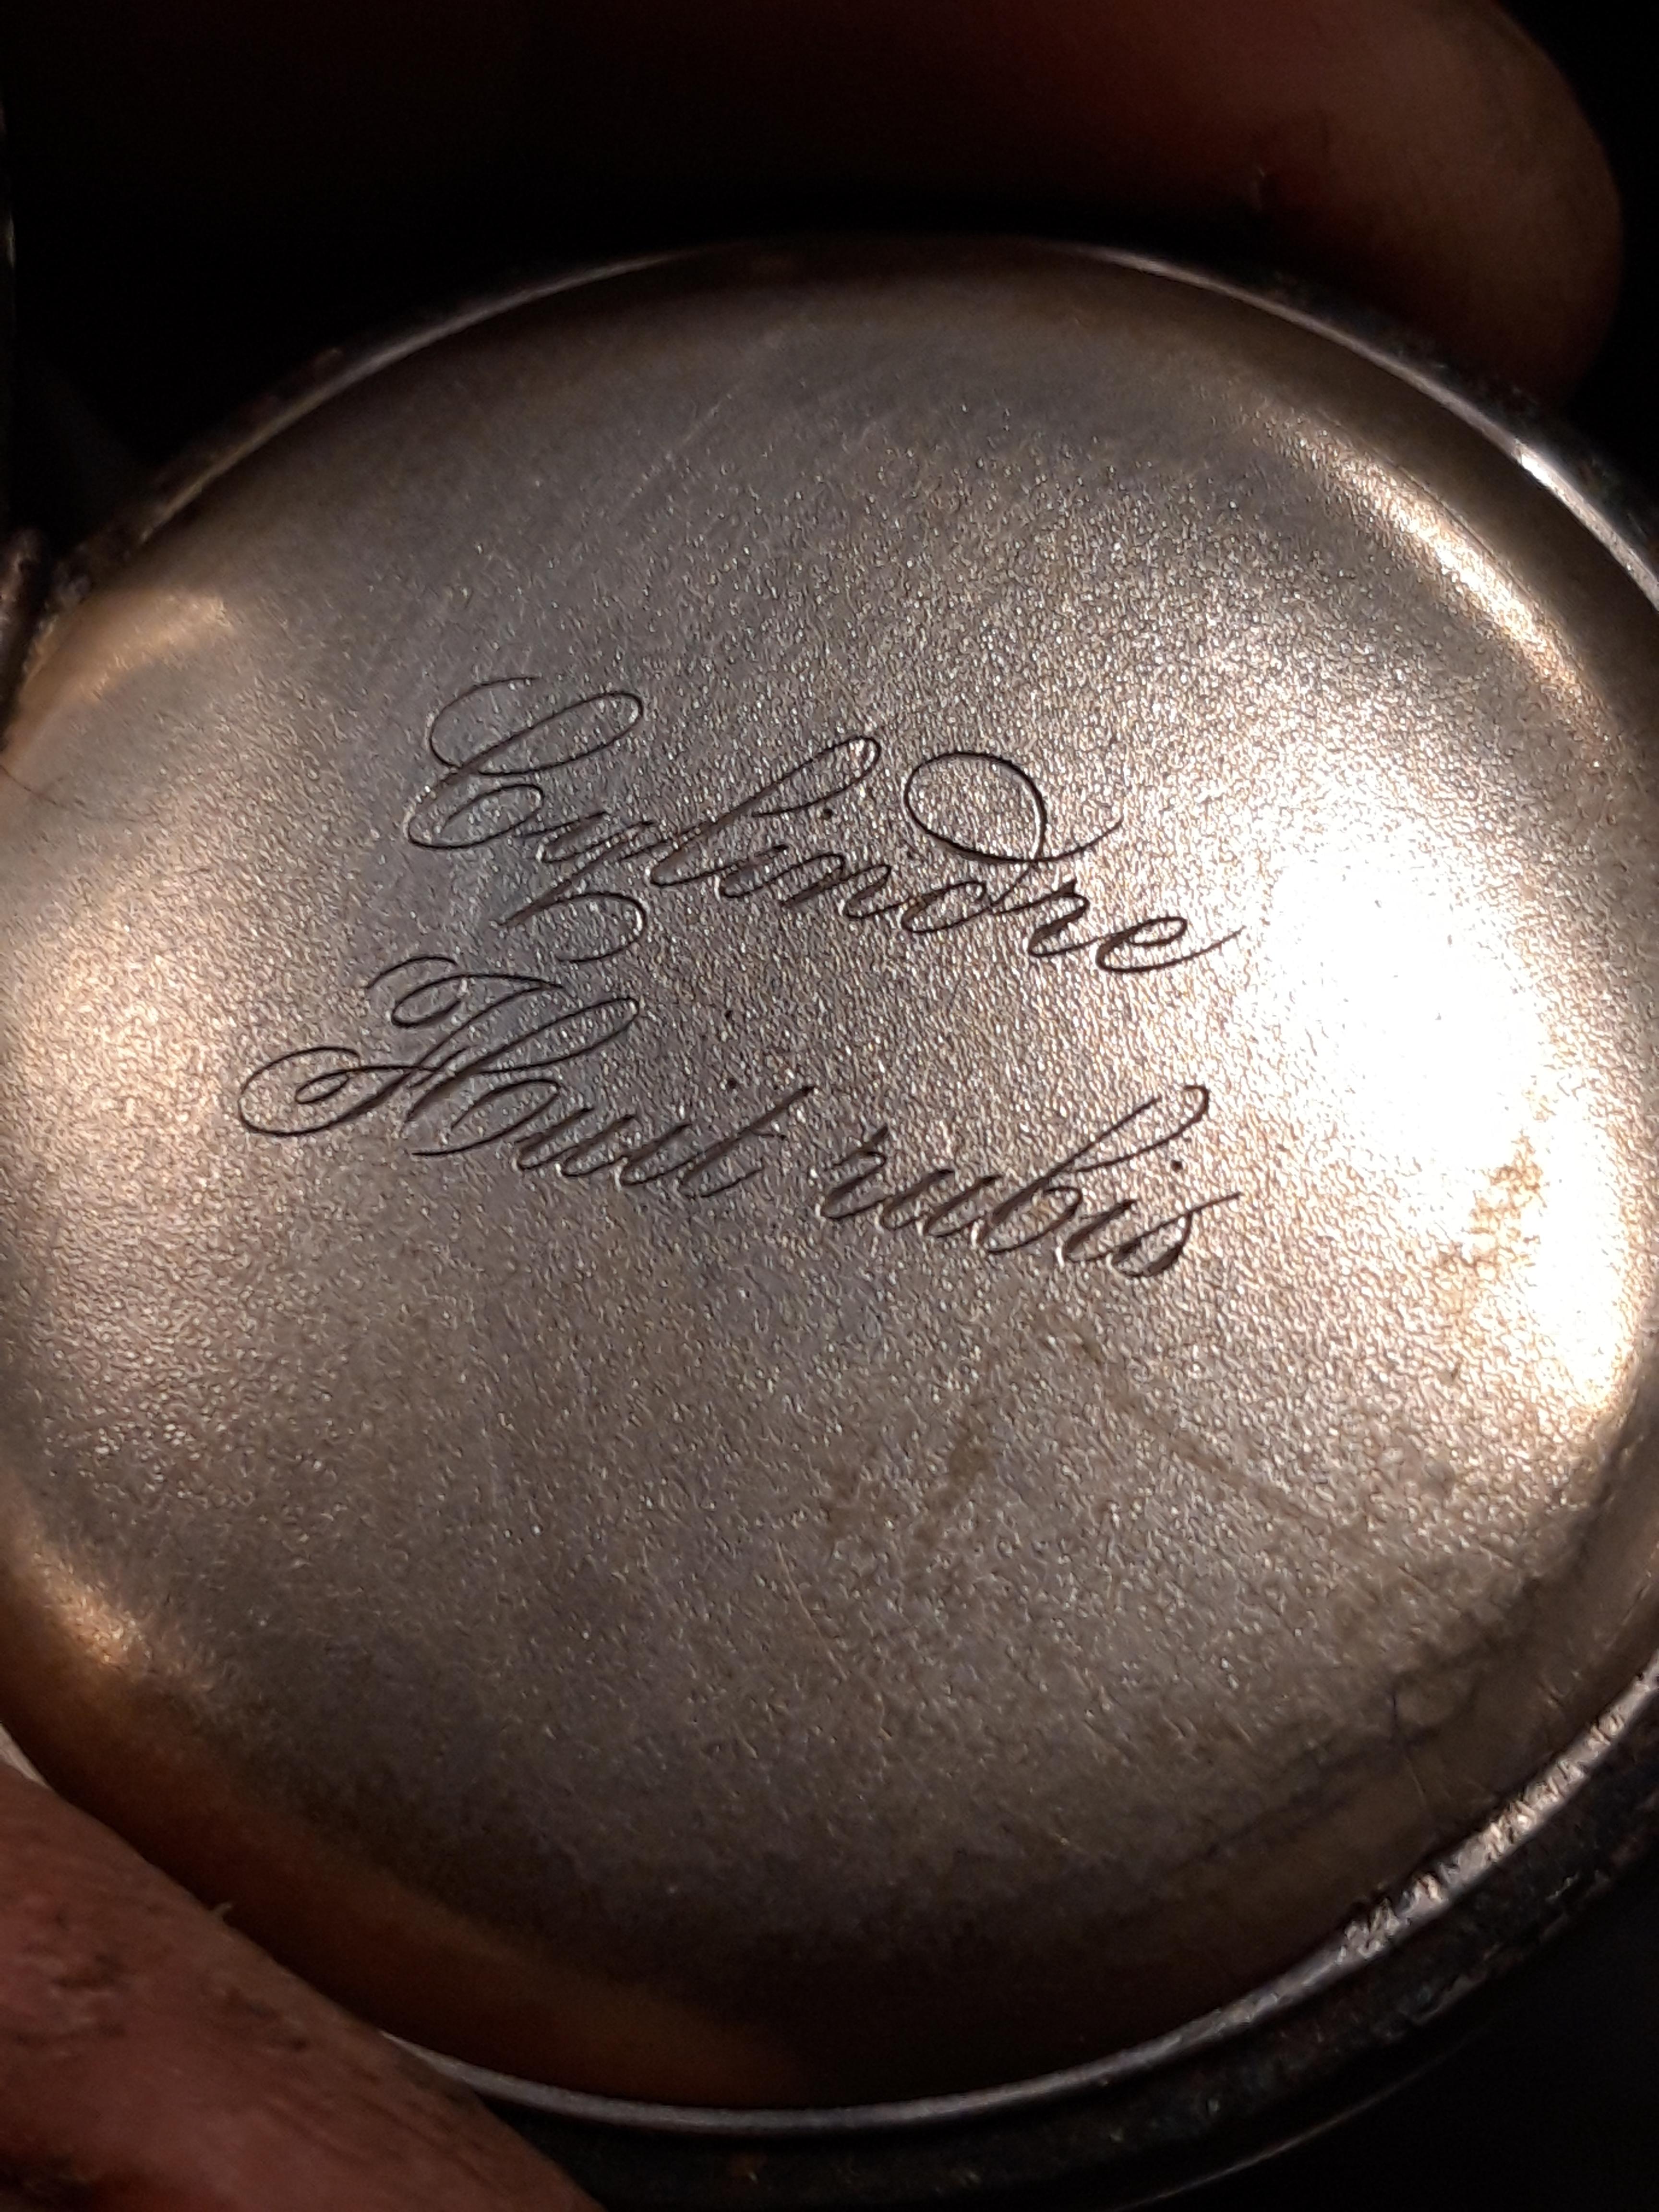 Cylindre
Huit rubis